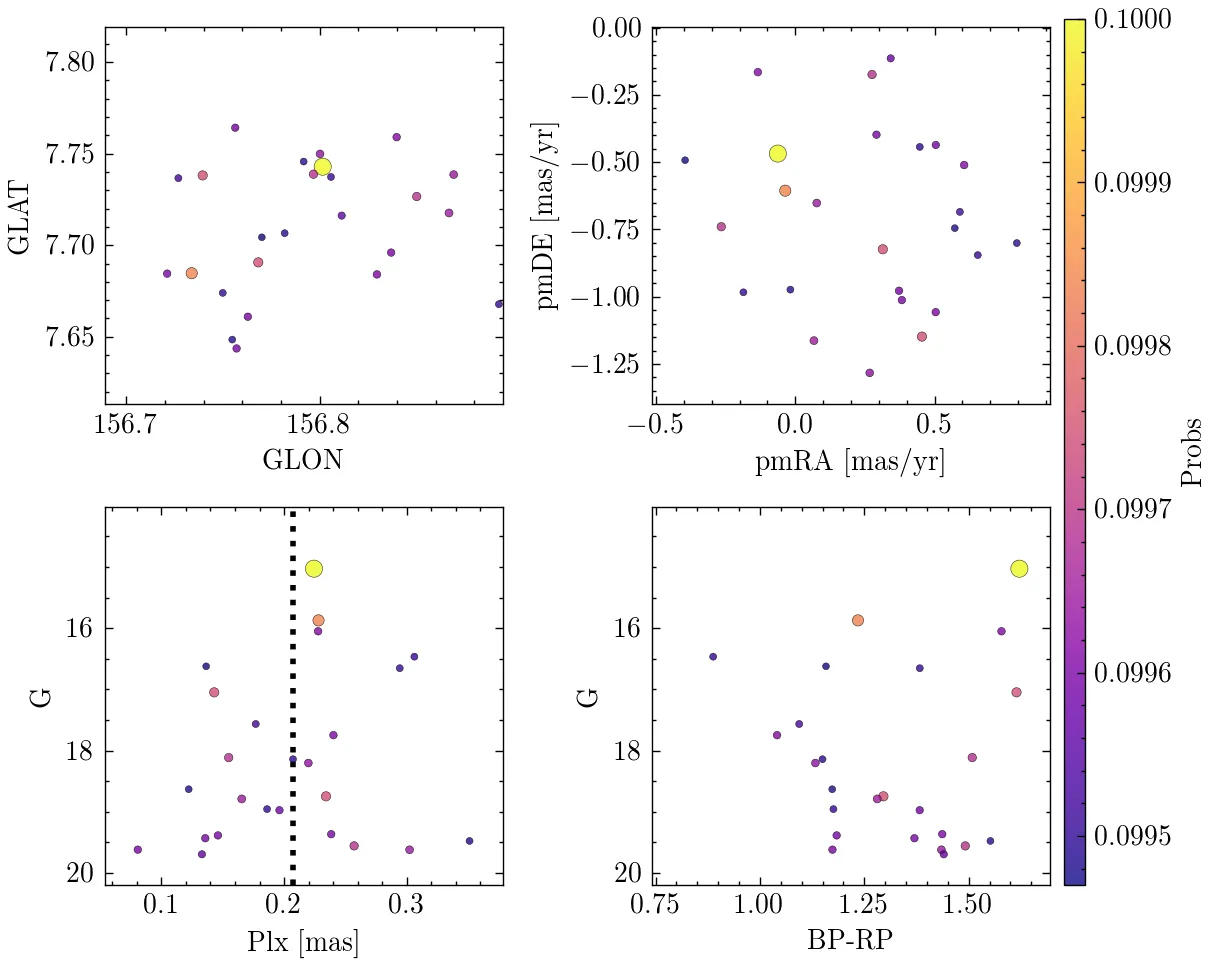 7.80
7.75
7.70
7.65
GLAT
156.7 156.8
GLON
0.00
−0.25
−0.50
−0.75
−1.00
−1.25
pmDE [mas/yr]
−0.5 0.0 0.5
pmRA [mas/yr]
16
18
20
G
0.1 0.2 0.3
Plx [mas]
16
18
20
G
0.75 1.00 1.25 1.50
BP-RP
0.1000
0.0999
0.0998
0.0997
0.0996
0.0995
Probs